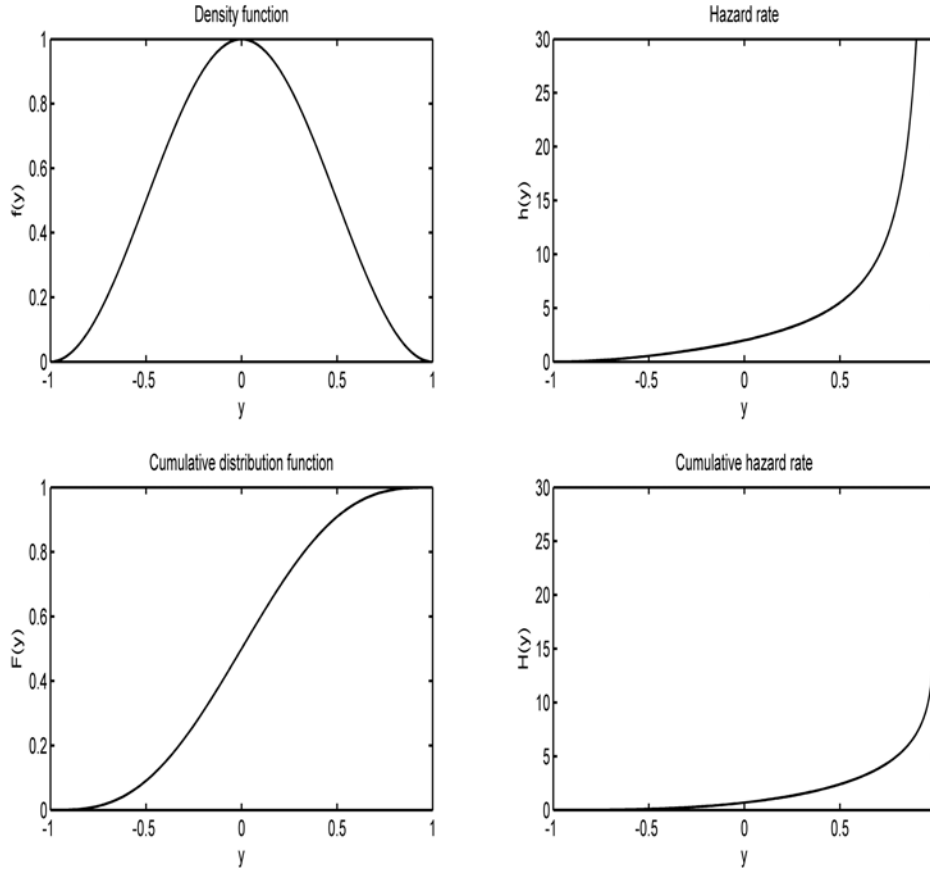 Density function
1
0.8
0.6
0.4
0.2
0
f(y)
-1 -0.5 0 0.5 1
y
Hazard rate
30
25
20
15
10
5
0
h(y)
-1 -0.5 0 0.5
y
Cumulative distribution function
1
0.8
0.6
0.4
0.2
0
F(y)
-1 -0.5 0 0.5 1
y
Cumulative hazard rate
30
25
20
15
10
5
0
H(y)
-1 -0.5 0 0.5
y